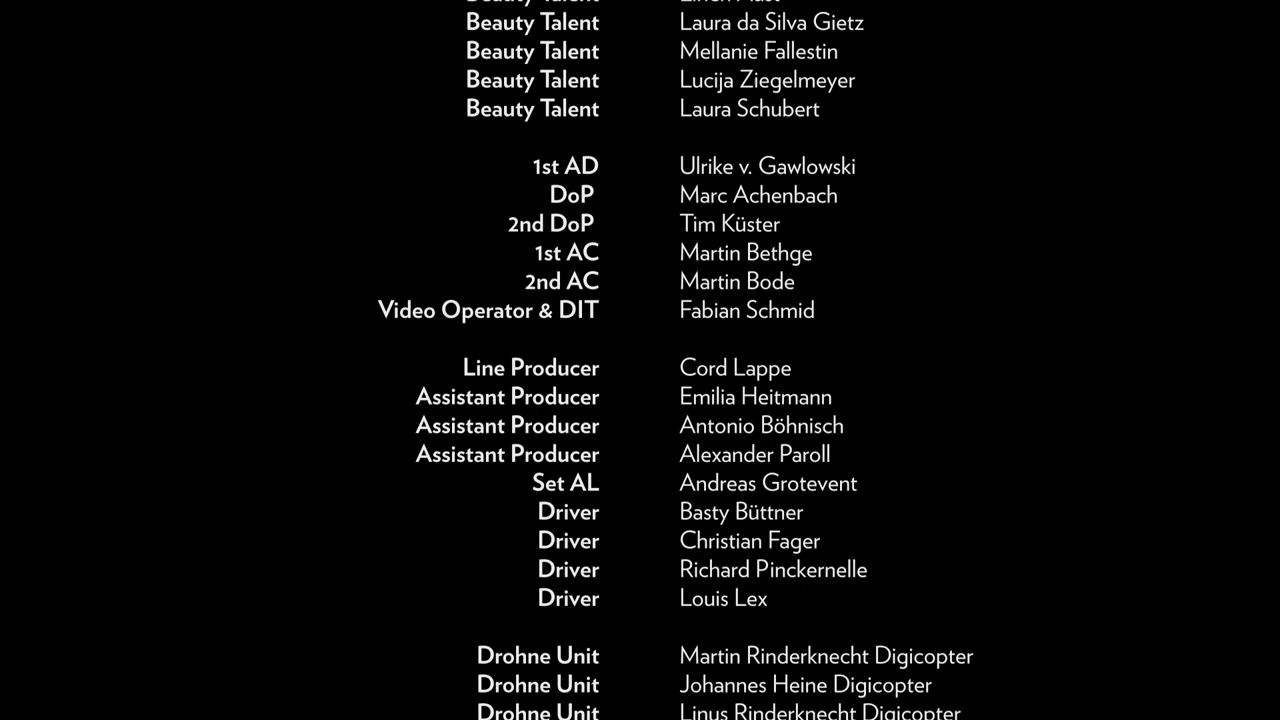 Beauty Talent
Beauty Talent Laura da Silva Gietz
Beauty Talent Mellanie Fallestin
Beauty Talent Lucija Ziegelmeyer
Beauty Talent Laura Schubert
1st AD Ulrike v. Gawlowski
DoP Marc Achenbach
2nd DoP Tim Küster
1st AC Martin Bethge
2nd AC Martin Bode
Video Operator & DIT Fabian Schmid
Line Producer Cord Lappe
Assistant Producer Emilia Heitmann
Assistant Producer Antonio Böhnisch
Assistant Producer Alexander Paroll
Set AL Andreas Grotevent
Driver Basty Büttner
Driver Christian Fager
Driver Richard Pinckernelle
Driver Louis Lex
Drohne Unit Martin Rinderknecht Digicopter
Drohne Unit Johannes Heine Digicopter
Drohne Unit Linus Rinderknecht Digicopter